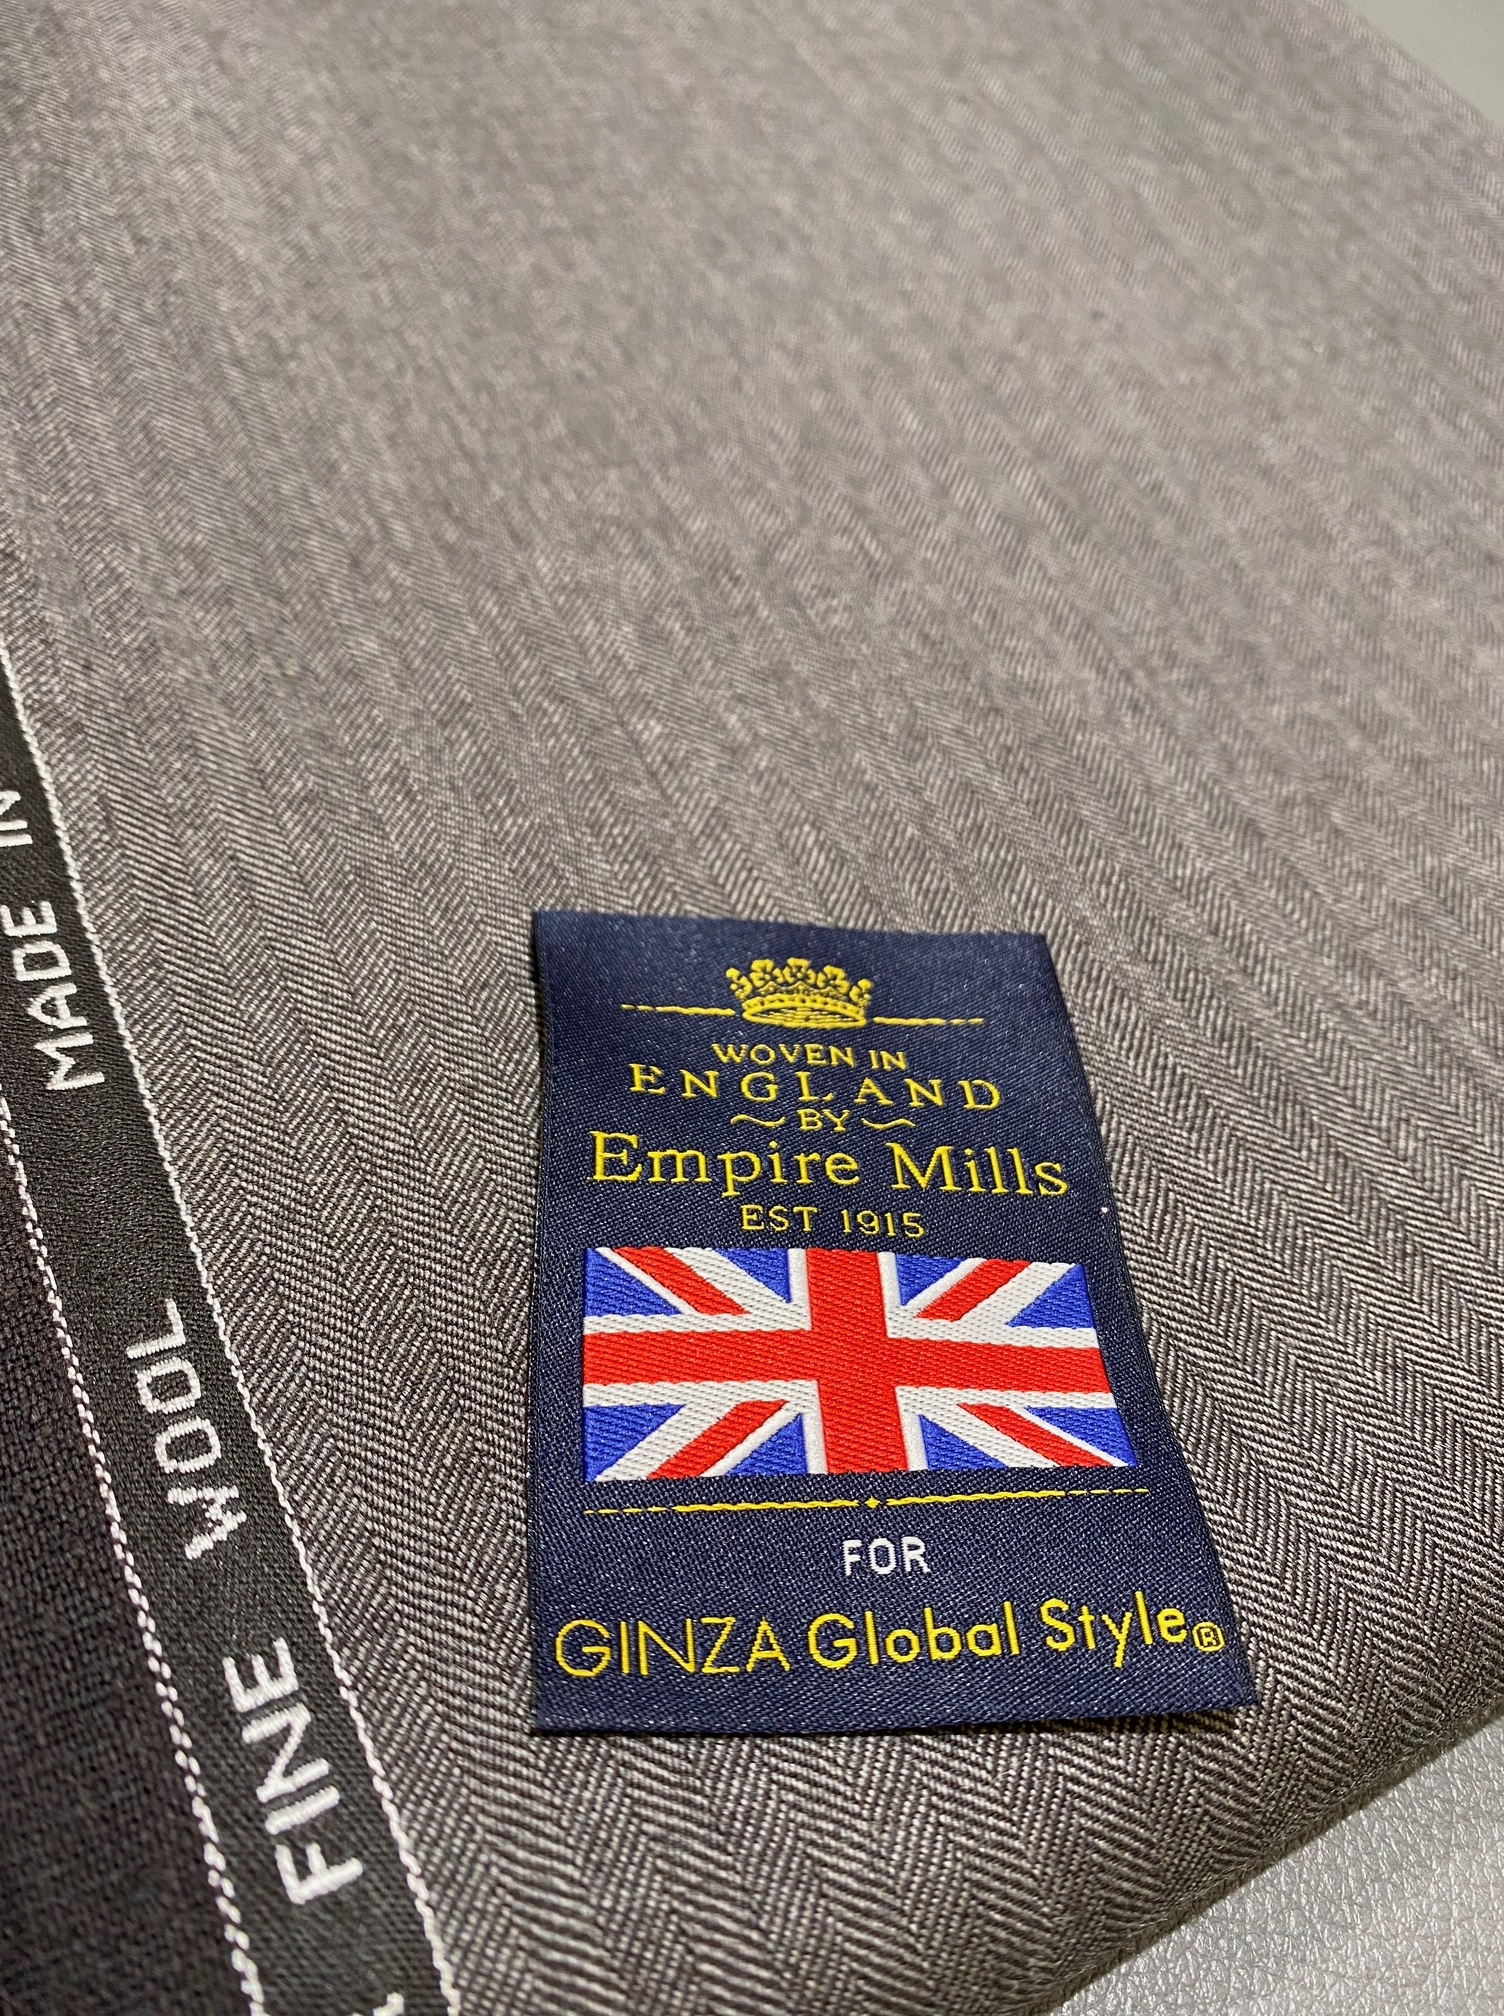 WOVEN IN
ENGLAND
BY
Empire Mills
EST 1915
FOR
GINZA Global Style®
FINE WOOL MADE IN